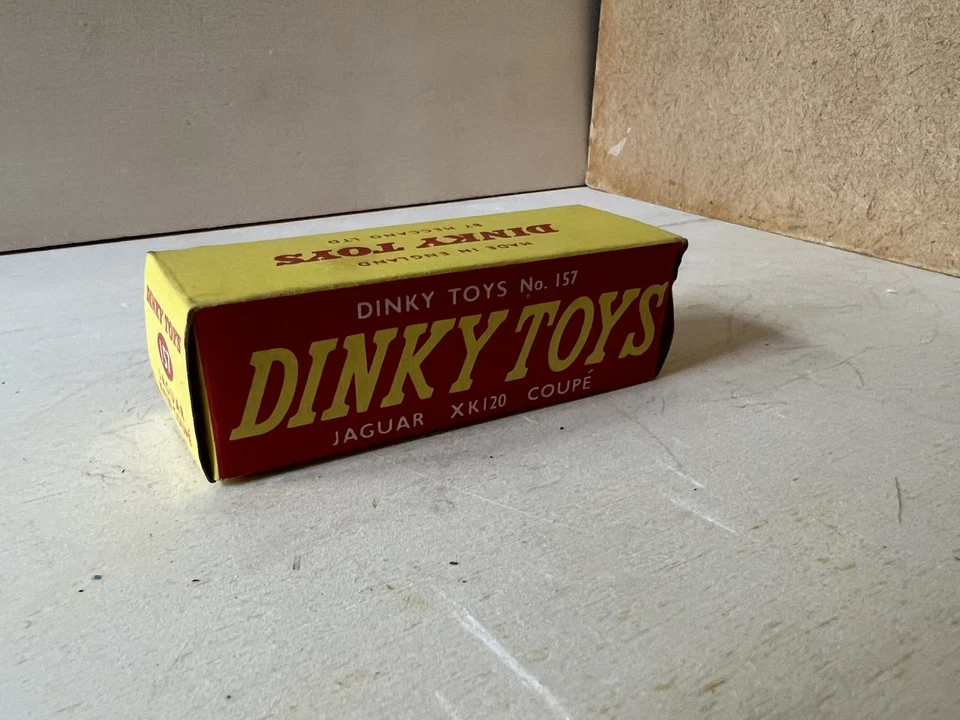 MADE IN ENGLAND
DINKY TOYS
BY MECCANO LTD
DINKY TOYS No. 157
DINKY TOYS
JAGUAR XK120 COUPÉ
DINKY TOYS
157
JAGUAR